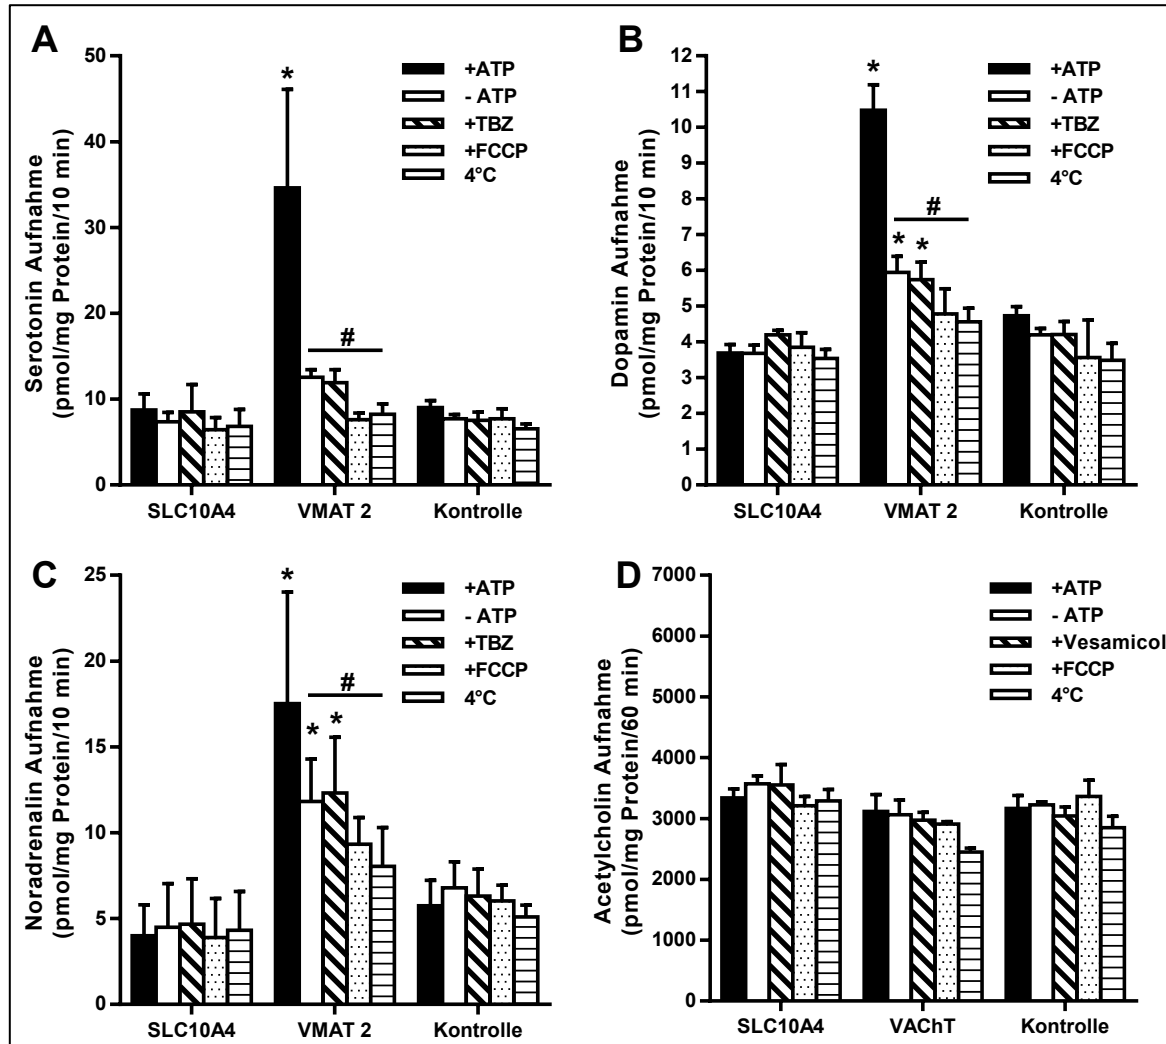 A
Serotonin Aufnahme
(pmol/mg Protein/10 min)
50
40
30
20
10
0
*
#
+ATP
- ATP
+TBZ
+FCCP
4°C
SLC10A4 VMAT 2 Kontrolle
B
Dopamin Aufnahme
(pmol/mg Protein/10 min)
12
11
10
9
8
7
6
5
4
3
2
1
0
*
#
* *
+ATP
- ATP
+TBZ
+FCCP
4°C
SLC10A4 VMAT 2 Kontrolle
C
Noradrenalin Aufnahme
(pmol/mg Protein/10 min)
25
20
15
10
5
0
*
#
* *
+ATP
- ATP
+TBZ
+FCCP
4°C
SLC10A4 VMAT 2 Kontrolle
D
Acetylcholin Aufnahme
(pmol/mg Protein/60 min)
7000
6000
5000
4000
3000
2000
1000
0
+ATP
- ATP
+Vesamicol
+FCCP
4°C
SLC10A4 VAChT Kontrolle